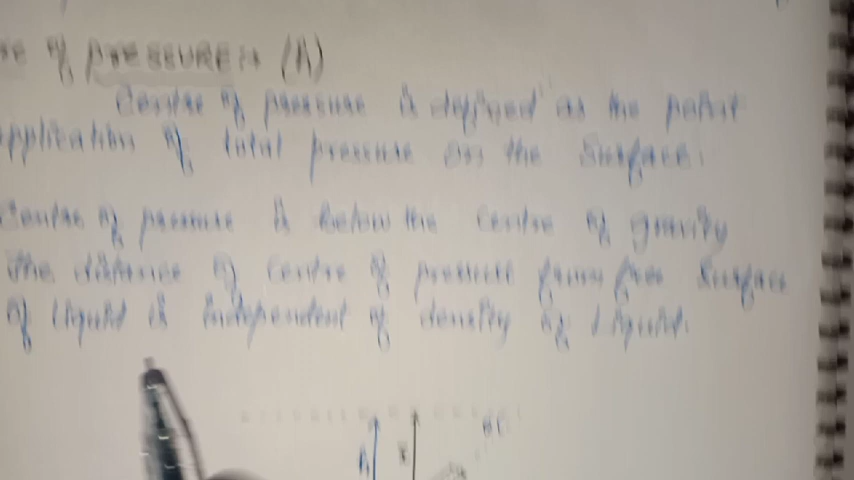 of PRESSURE :- (h)
Centre of pressure is defined as the point
application of total pressure on the surface.
Centre of pressure is below the centre of gravity
The distance of centre of pressure from free surface
of liquid is independent of density of liquid.
h